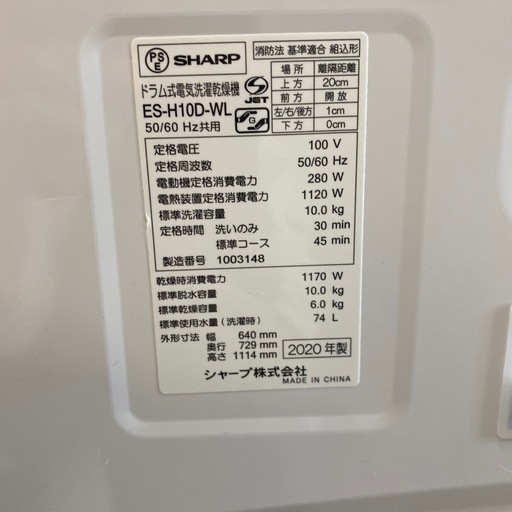 PS E SHARP
ドラム式電気洗濯乾燥機
ES-H10D-WL
50/60 Hz共用
S JET
G
消防法 基準適合 組込形
場所 離隔距離
上方 20cm
前方 開放
左/右/後方 1cm
下方 0cm
定格電圧 100 V
定格周波数 50/60 Hz
電動機定格消費電力 280 W
電熱装置定格消費電力 1120 W
標準洗濯容量 10.0 kg
定格時間 洗いのみ 30 min
標準コース 45 min
製造番号 1003148
乾燥時消費電力 1170 W
標準脱水容量 10.0 kg
標準乾燥容量 6.0 kg
標準使用水量(洗濯時) 74 L
外形寸法 幅 640 mm
奥行 729 mm
高さ 1114 mm
2020年製
シャープ株式会社
MADE IN CHINA